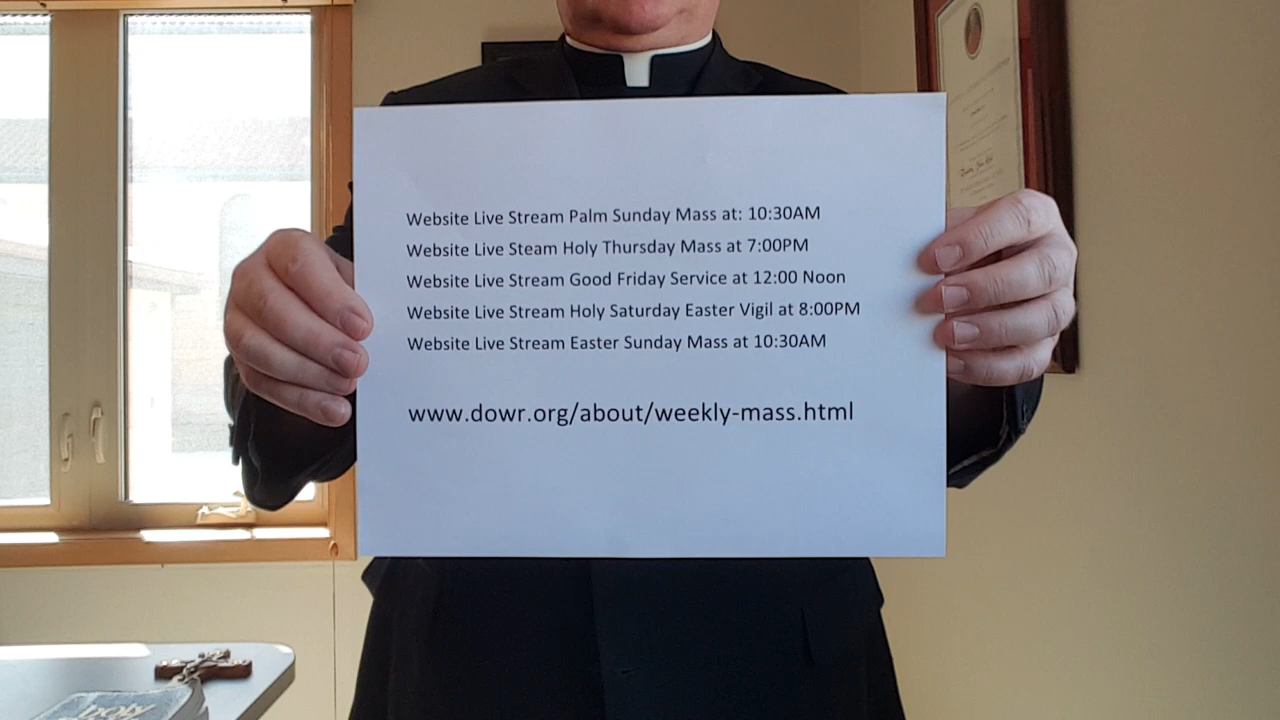 Website Live Stream Palm Sunday Mass at: 10:30AM
Website Live Steam Holy Thursday Mass at 7:00PM
Website Live Stream Good Friday Service at 12:00 Noon
Website Live Stream Holy Saturday Easter Vigil at 8:00PM
Website Live Stream Easter Sunday Mass at 10:30AM
www.dowr.org/about/weekly-mass.html
holy